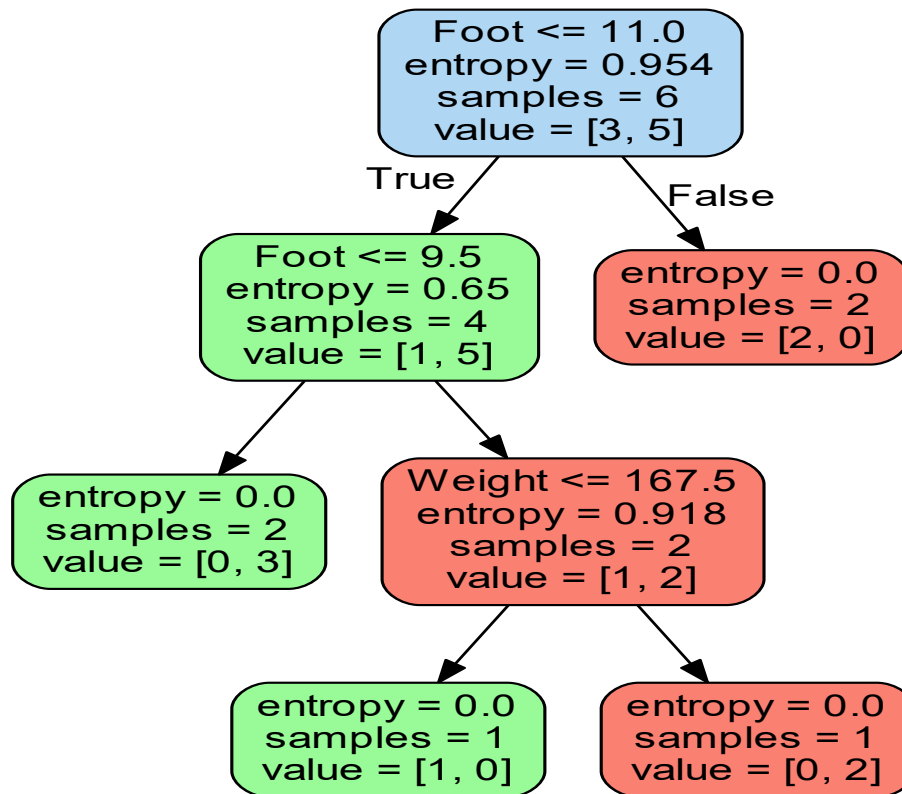 Foot <= 11.0
entropy = 0.954
samples = 6
value = [3, 5]
True
False
Foot <= 9.5
entropy = 0.65
samples = 4
value = [1, 5]
entropy = 0.0
samples = 2
value = [2, 0]
entropy = 0.0
samples = 2
value = [0, 3]
Weight <= 167.5
entropy = 0.918
samples = 2
value = [1, 2]
entropy = 0.0
samples = 1
value = [1, 0]
entropy = 0.0
samples = 1
value = [0, 2]